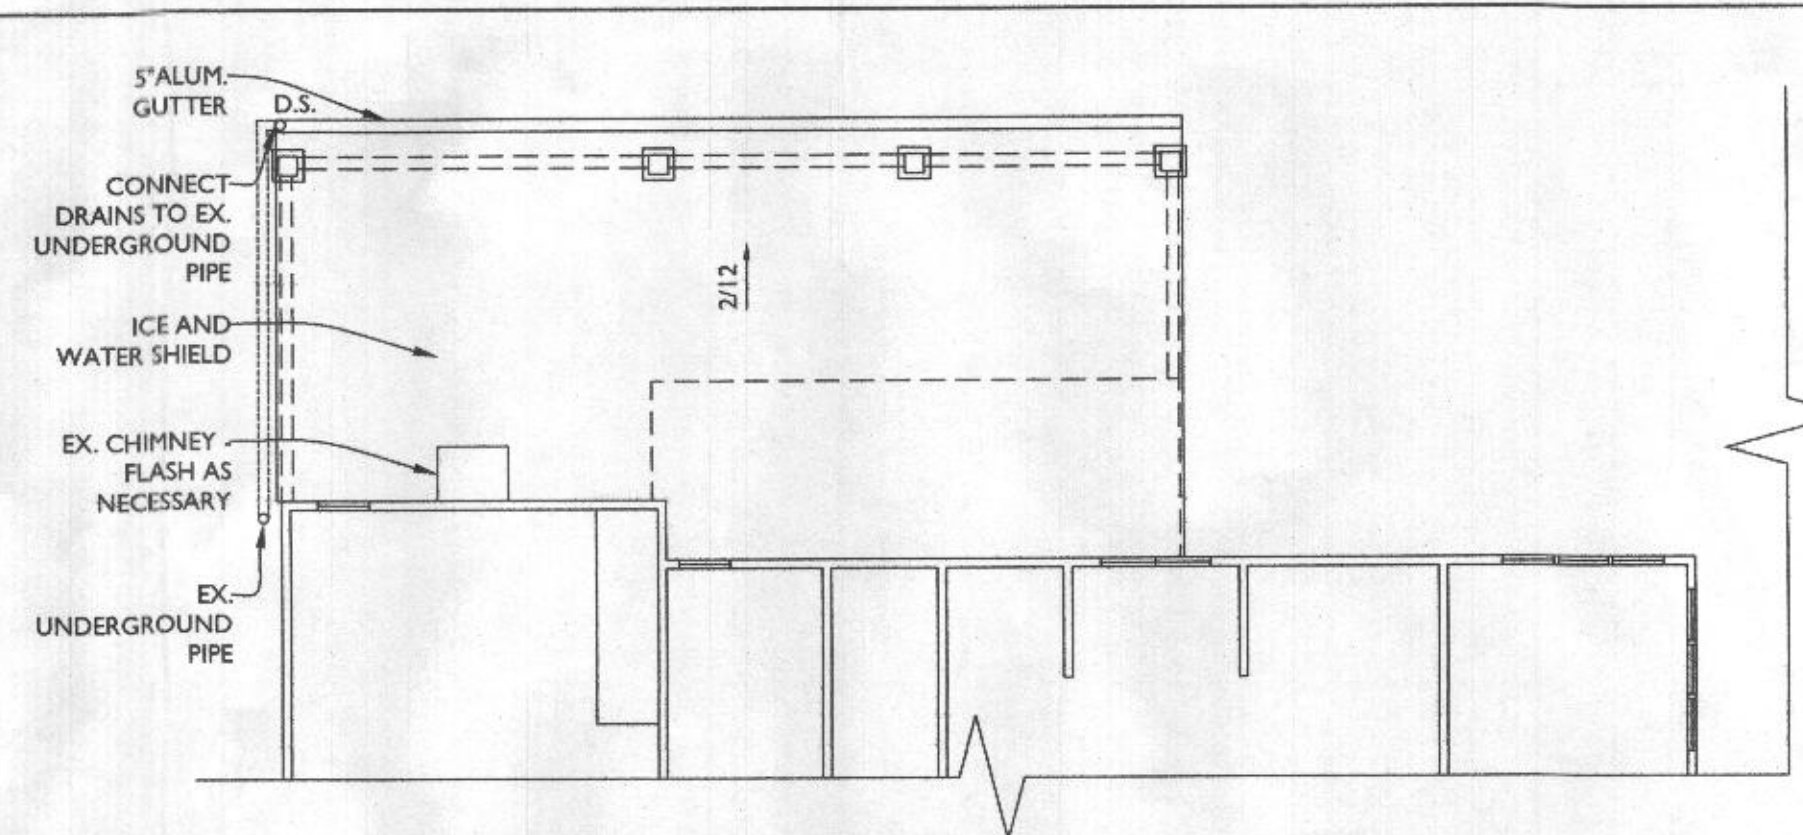 5"ALUM.
GUTTER
D.S.
CONNECT
DRAINS TO EX.
UNDERGROUND
PIPE
2/12
ICE AND
WATER SHIELD
EX. CHIMNEY
FLASH AS
NECESSARY
EX.
UNDERGROUND
PIPE